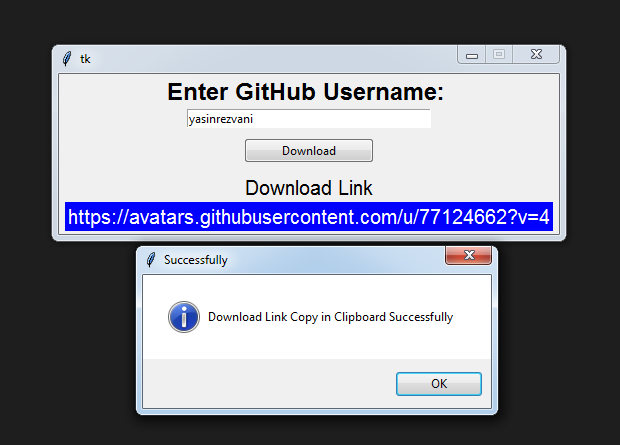 tk
Enter GitHub Username:
yasinrezvani
Download
Download Link
https://avatars.githubusercontent.com/u/77124662?v=4
Successfully
Download Link Copy in Clipboard Successfully
OK